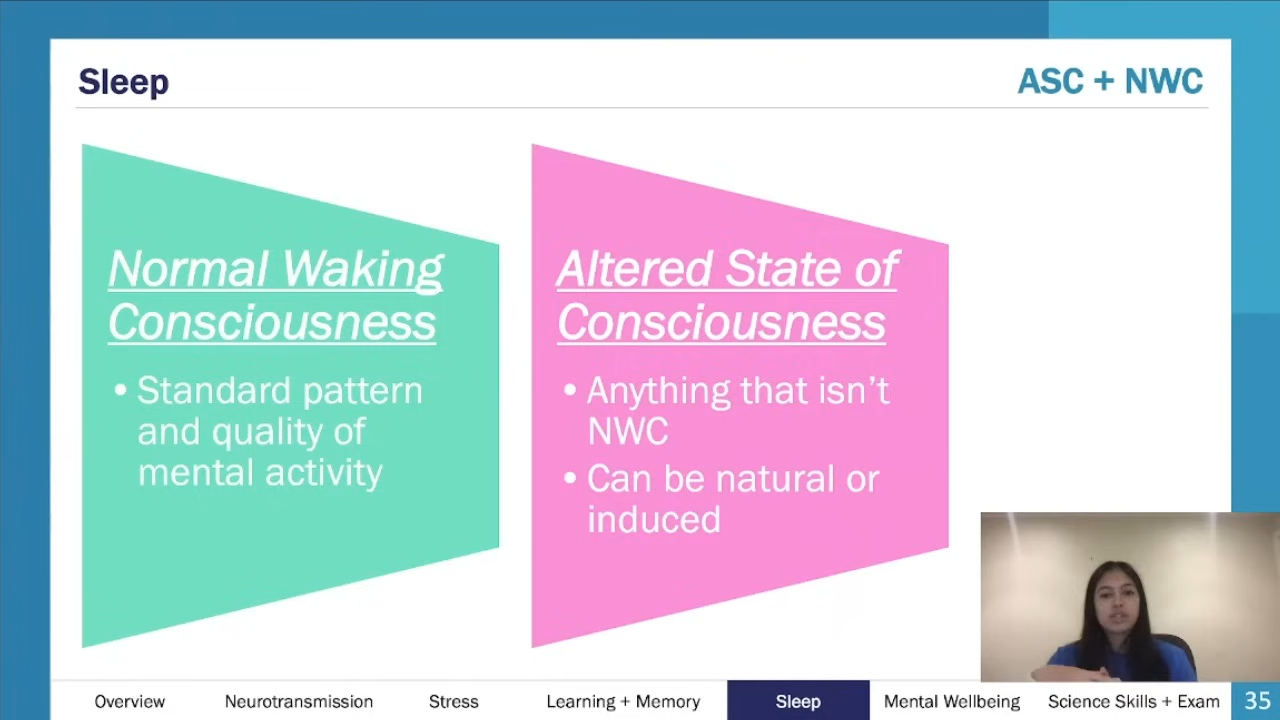 Sleep
ASC + NWC
Normal Waking
Consciousness
• Standard pattern
and quality of
mental activity
Altered State of
Consciousness
• Anything that isn’t
NWC
• Can be natural or
induced
Overview
Neurotransmission
Stress
Learning + Memory
Sleep
Mental Wellbeing
Science Skills + Exam
35